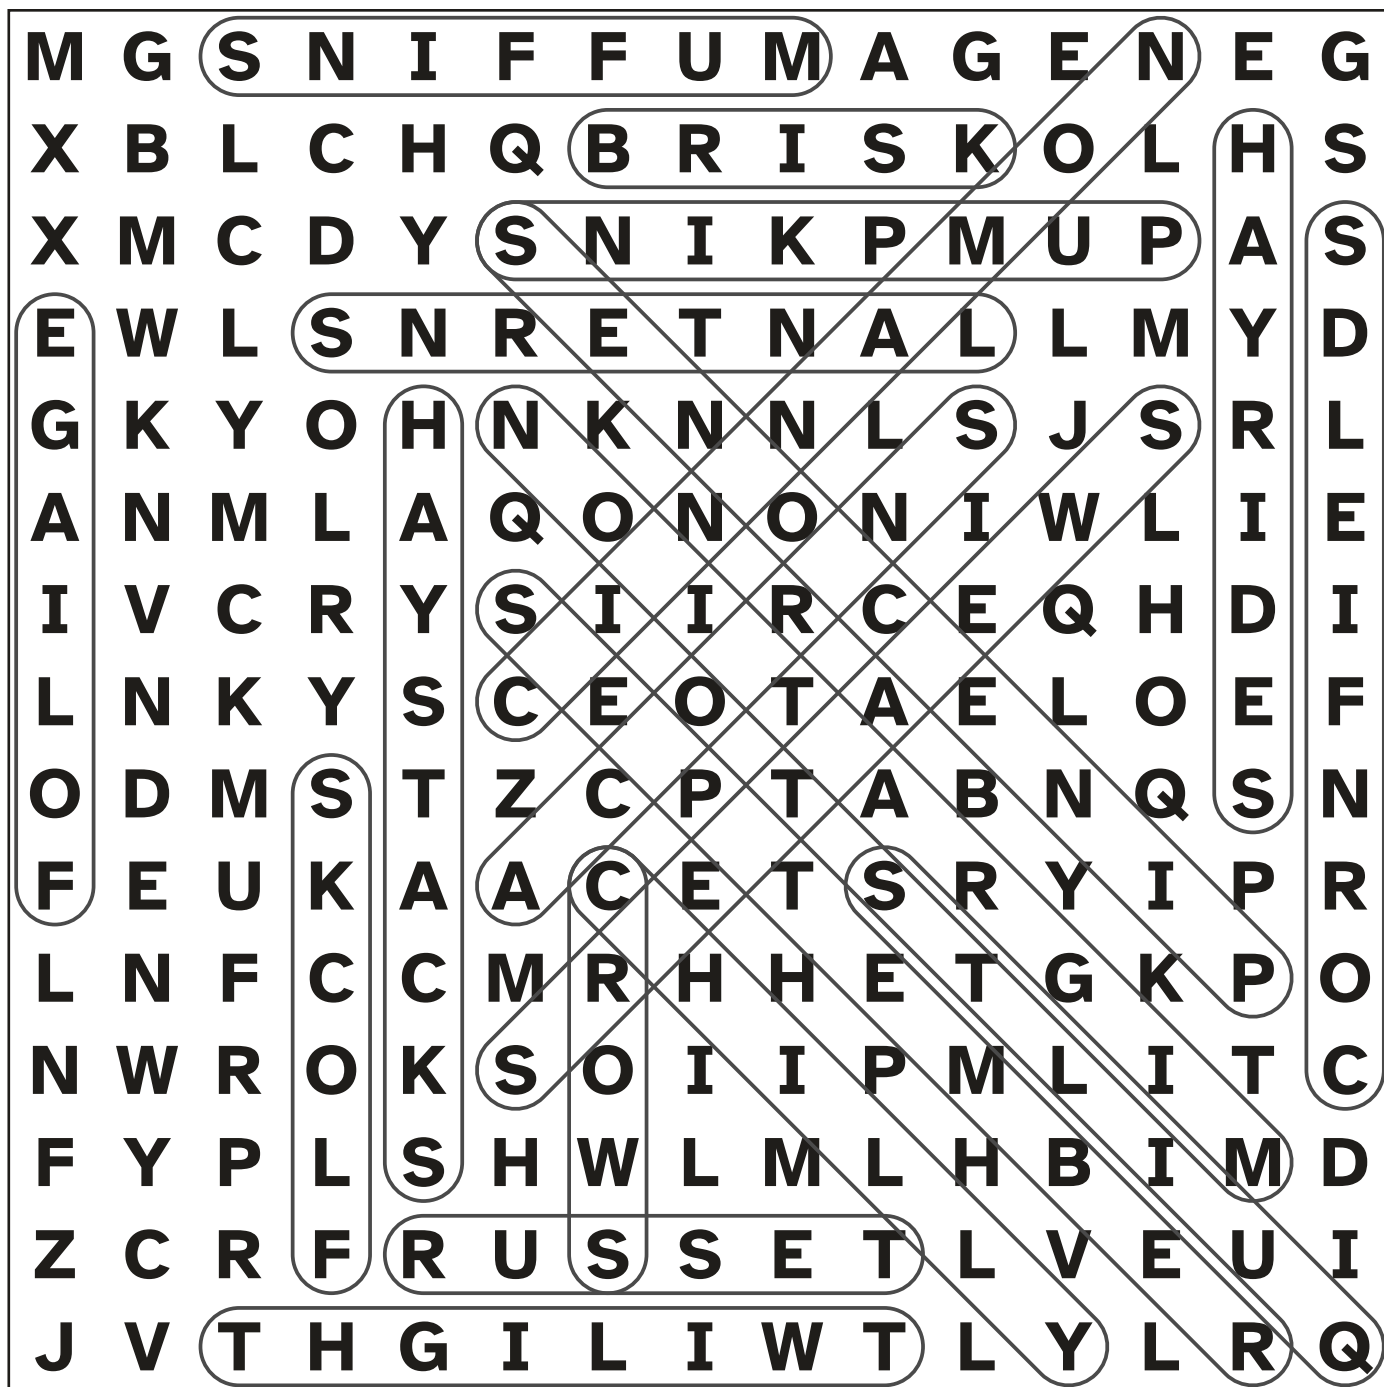 M G S N I F F U M A G E N E G
X B L C H Q B R I S K O L H S
X M C D Y S N I K P M U P A S
E W L S N R E T N A L L M Y D
G K Y O H N K N N L S J S R L
A N M L A Q O N O N I W L I E
I V C R Y S I I R C E Q H D I
L N K Y S C E O T A E L O E F
O D M S T Z C P T A B N Q S N
F E U K A A C E T S R Y I P R
L N F C C M R H H E T G K P O
N W R O K S O I I P M L I T C
F Y P L S H W L M L H B I M D
Z C R F R U S S E T L V E U I
J V T H G I L I W T L Y L R Q